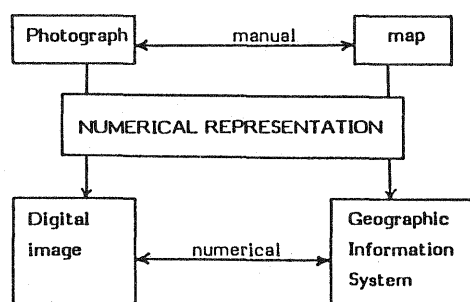 Photograph
manual
map
NUMERICAL REPRESENTATION
Digital
image
numerical
Geographic
Information
System